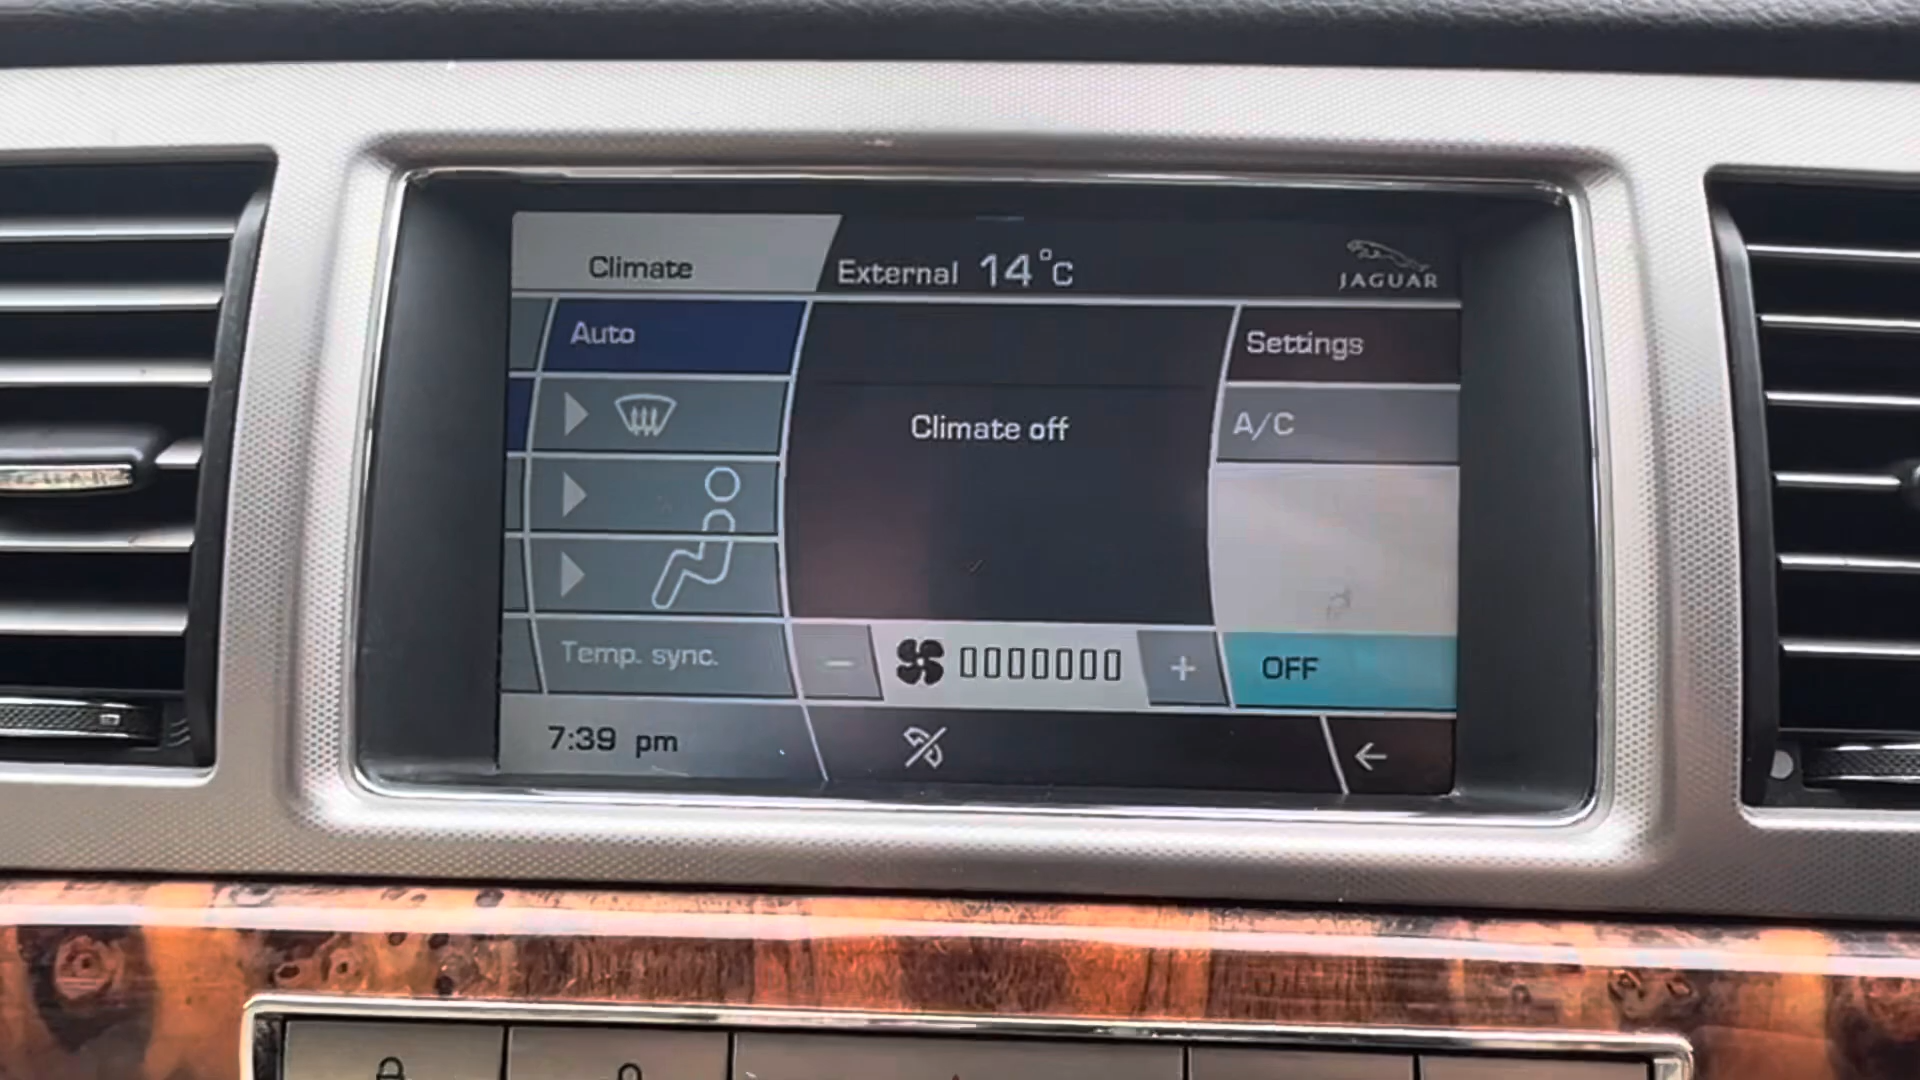 Climate
External 14°C
JAGUAR
Auto
Settings
Climate off
A/C
Temp. sync.
− +
OFF
7:39 pm